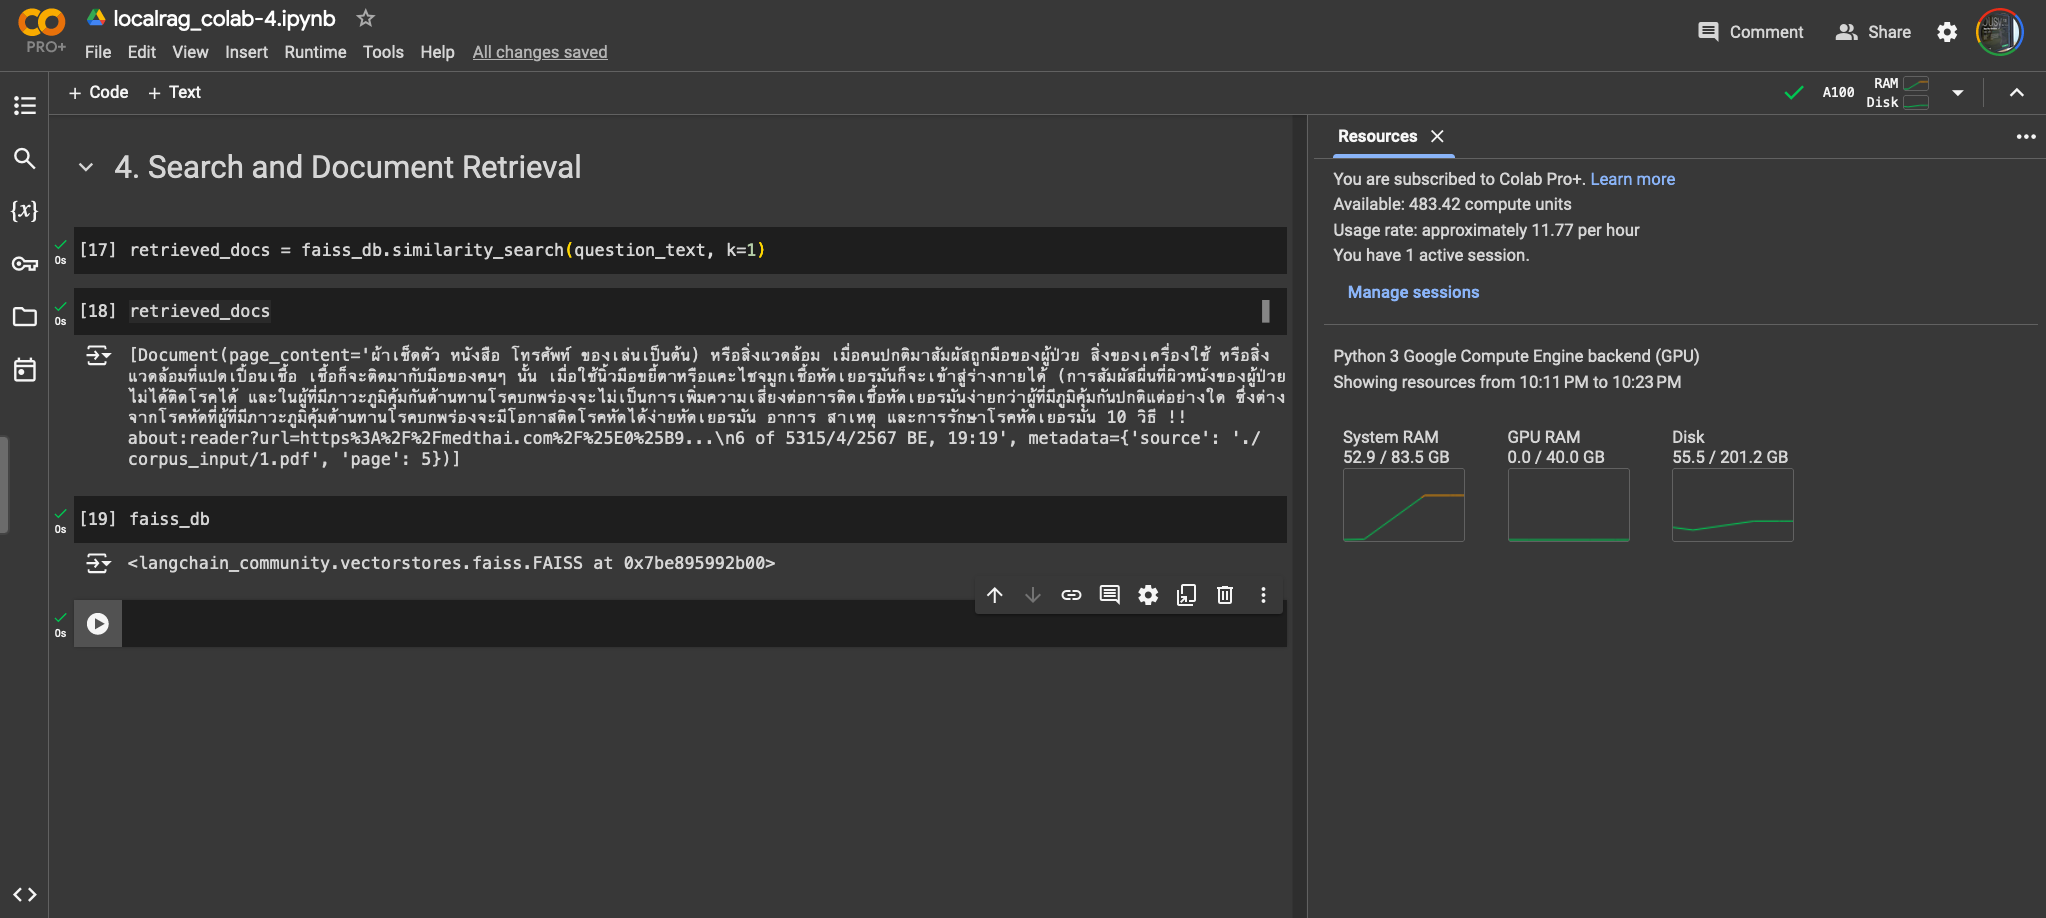 CO
PRO+
localrag_colab-4.ipynb
File Edit View Insert Runtime Tools Help All changes saved
Comment Share
+ Code + Text
A100 RAM
Disk
4. Search and Document Retrieval
[17] retrieved_docs = faiss_db.similarity_search(question_text, k=1)
0s
[18] retrieved_docs
0s
[Document(page_content='ผ้าเช็ดตัว หนังสือ โทรศัพท์ ของเล่นเป็นต้น) หรือสิ่งแวดล้อม เมื่อคนปกติมาสัมผัสถูกมือของผู้ป่วย สิ่งของเครื่องใช้ หรือสิ่ง
แวดล้อมที่แปดเปื้อนเชื้อ เชื้อก็จะติดมากับมือของคนๆ นั้น เมื่อใช้นิ้วมือขยี้ตาหรือแคะไชจมูกเชื้อหัดเยอรมันก็จะเข้าสู่ร่างกายได้ (การสัมผัสผื่นที่ผิวหนังของผู้ป่วย
ไม่ได้ติดโรคได้ และในผู้ที่มีภาวะภูมิคุ้มกันต้านทานโรคบกพร่องจะไม่เป็นการเพิ่มความเสี่ยงต่อการติดเชื้อหัดเยอรมันง่ายกว่าผู้ที่มีภูมิคุ้มกันปกติแต่อย่างใด ซึ่งต่าง
จากโรคหัดที่ผู้ที่มีภาวะภูมิคุ้มต้านทานโรคบกพร่องจะมีโอกาสติดโรคหัดได้ง่ายหัดเยอรมัน อาการ สาเหตุ และการรักษาโรคหัดเยอรมัน 10 วิธี !!
about:reader?url=https%3A%2F%2Fmedthai.com%2F%25E0%25B9...\n6 of 5315/4/2567 BE, 19:19', metadata={'source': './
corpus_input/1.pdf', 'page': 5})]
[19] faiss_db
0s
<langchain_community.vectorstores.faiss.FAISS at 0x7be895992b00>
0s
Resources
You are subscribed to Colab Pro+. Learn more
Available: 483.42 compute units
Usage rate: approximately 11.77 per hour
You have 1 active session.
Manage sessions
Python 3 Google Compute Engine backend (GPU)
Showing resources from 10:11 PM to 10:23 PM
System RAM
52.9 / 83.5 GB
GPU RAM
0.0 / 40.0 GB
Disk
55.5 / 201.2 GB